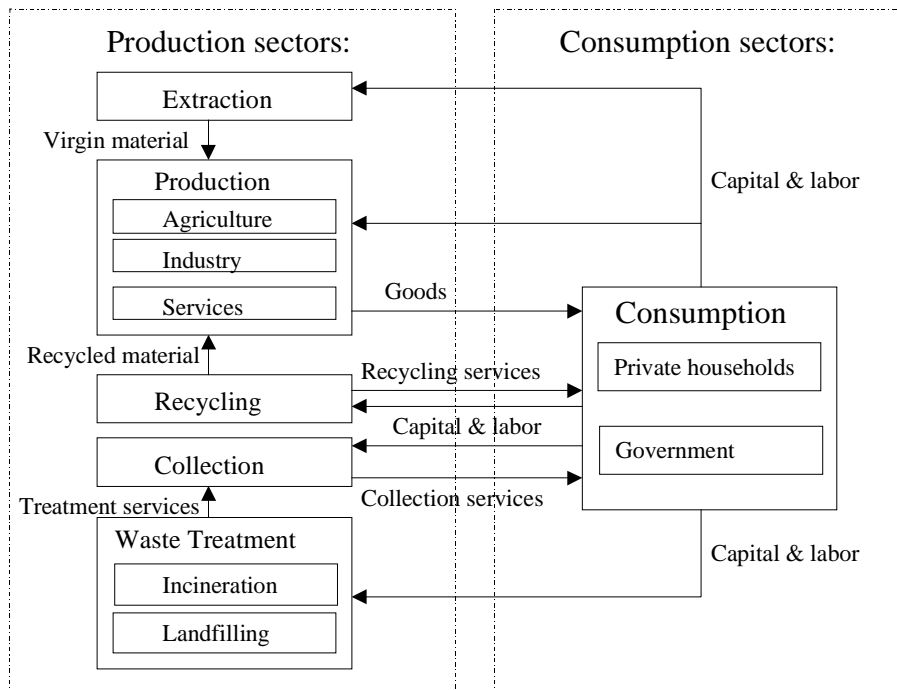 Production sectors:
Consumption sectors:
Extraction
Virgin material
Production
Capital & labor
Agriculture
Industry
Goods
Services
Consumption
Recycled material
Recycling services
Private households
Recycling
Capital & labor
Collection
Government
Treatment services
Collection services
Waste Treatment
Capital & labor
Incineration
Landfilling